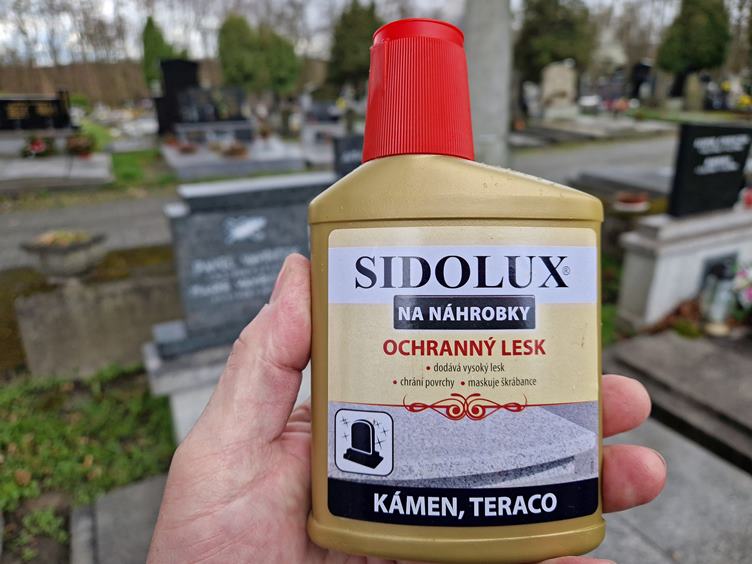 SIDOLUX®
NA NÁHROBKY
OCHRANNÝ LESK
• dodává vysoký lesk
• chrání povrchy • maskuje škrábance
KÁMEN, TERACO